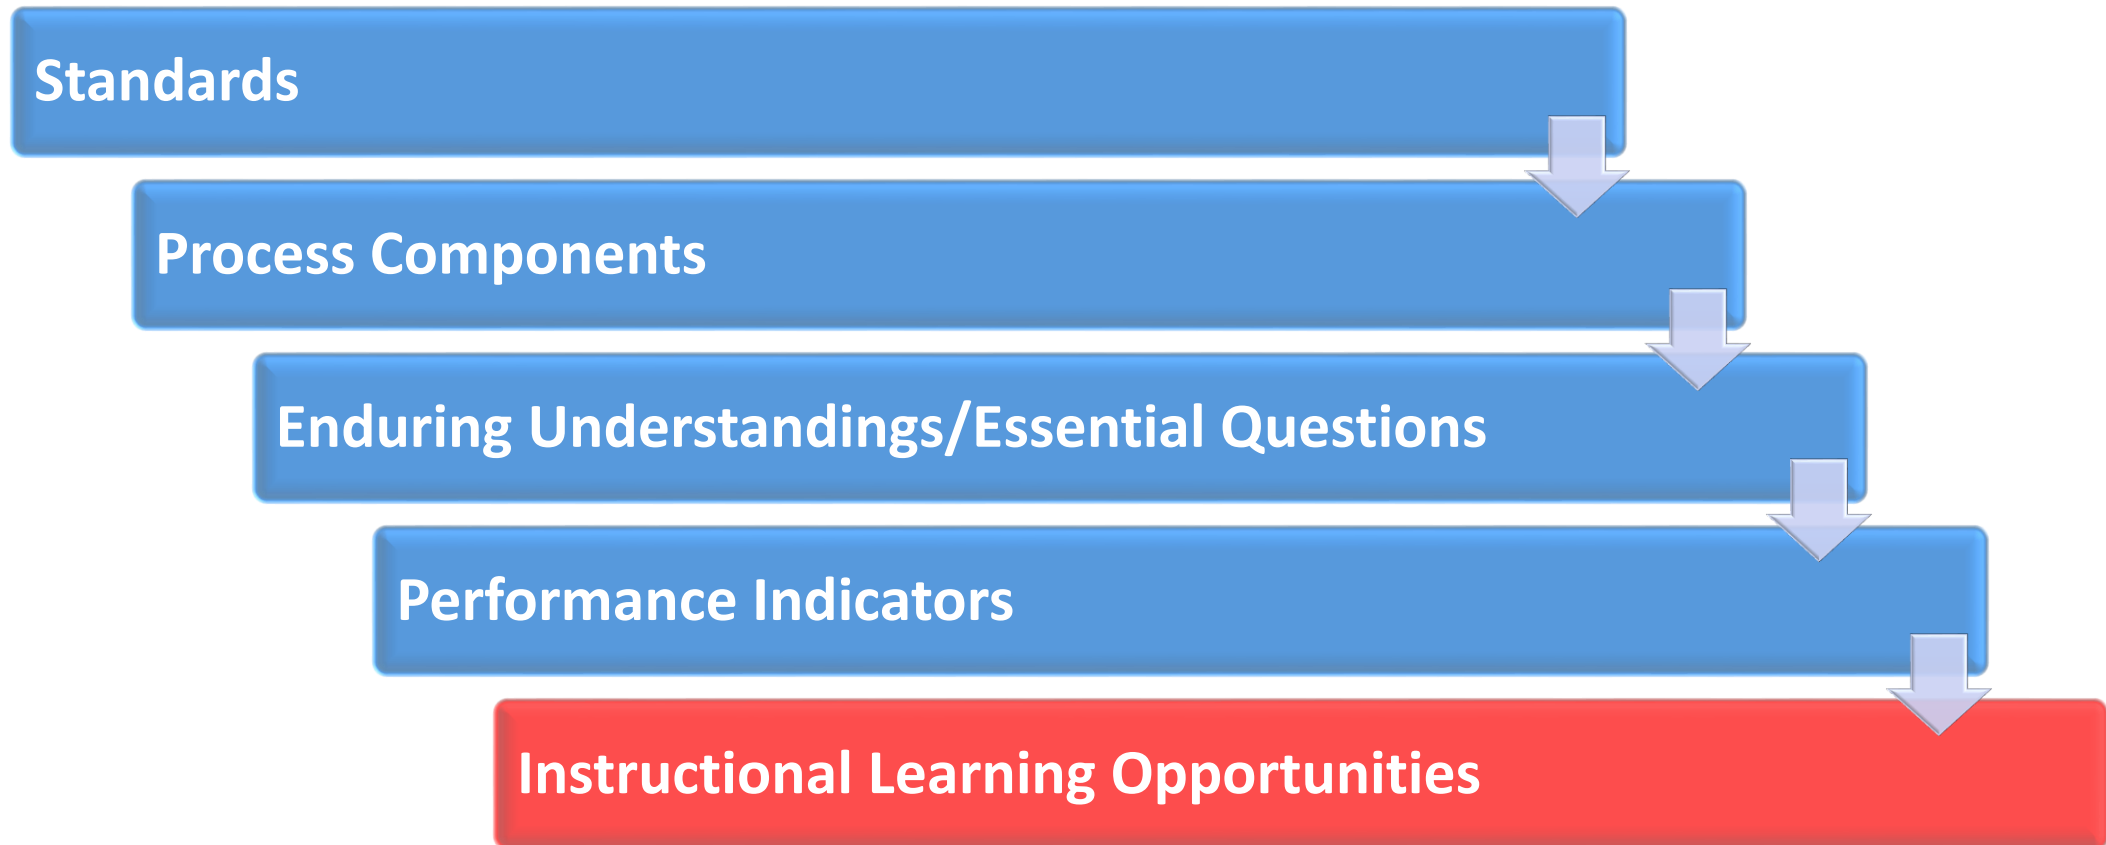 Standards
Process Components
Enduring Understandings/Essential Questions
Performance Indicators
Instructional Learning Opportunities